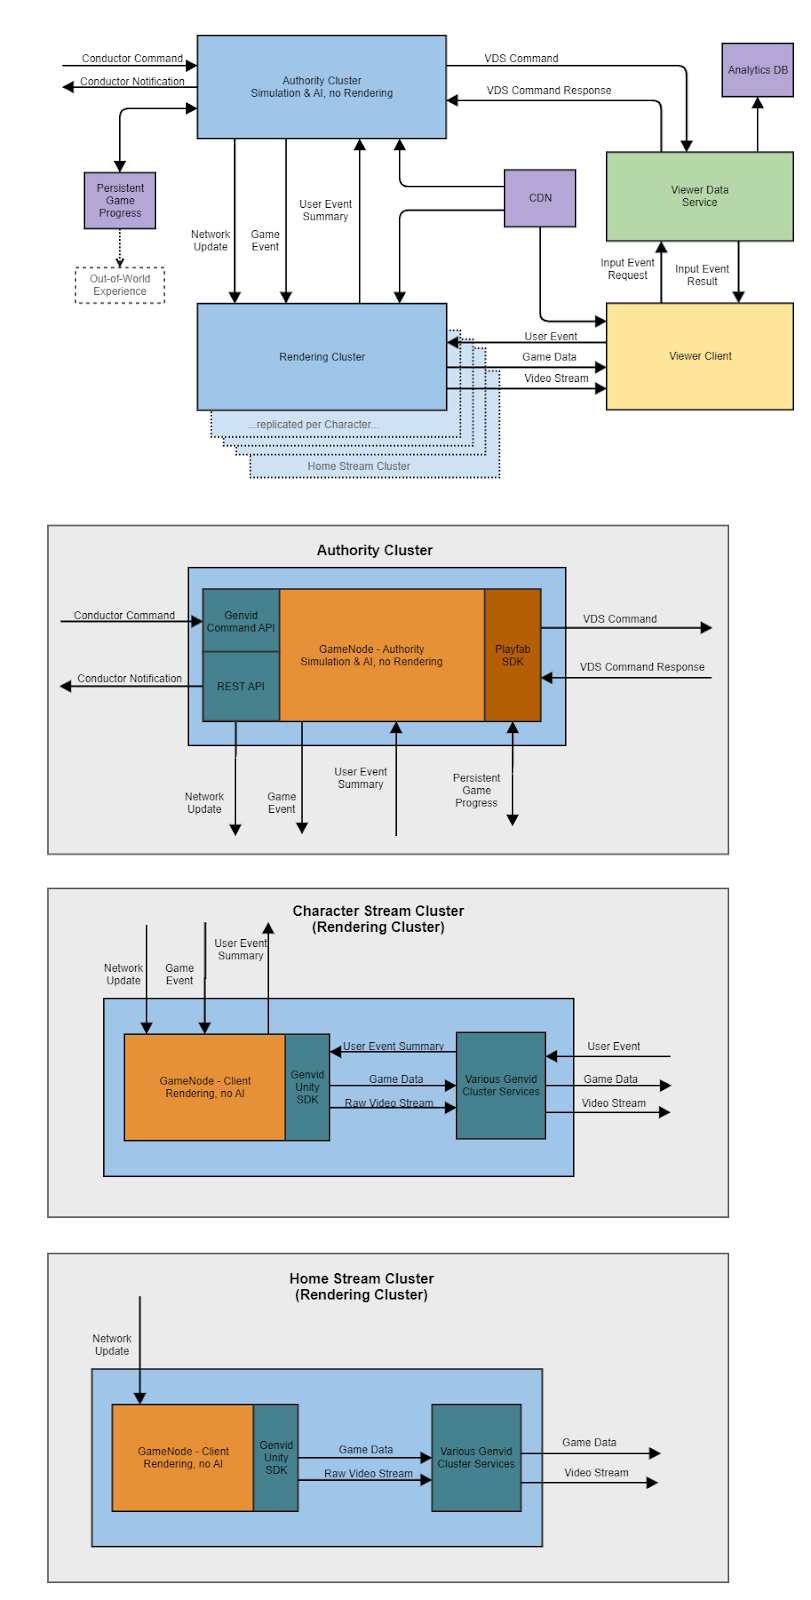 Conductor Command
Conductor Notification
Authority Cluster
Simulation & AI, no Rendering
VDS Command
VDS Command Response
Analytics DB
Persistent
Game
Progress
Out-of-World
Experience
Network
Update
Game
Event
User Event
Summary
CDN
Viewer Data
Service
Input Event
Request
Input Event
Result
Rendering Cluster
User Event
Game Data
Video Stream
Viewer Client
...replicated per Character...
Home Stream Cluster
Authority Cluster
Conductor Command
Conductor Notification
Genvid
Command API
REST API
GameNode - Authority
Simulation & AI, no Rendering
Playfab
SDK
VDS Command
VDS Command Response
Network
Update
Game
Event
User Event
Summary
Persistent
Game
Progress
Character Stream Cluster
(Rendering Cluster)
Network
Update
Game
Event
User Event
Summary
GameNode - Client
Rendering, no AI
Genvid
Unity
SDK
User Event Summary
Game Data
Raw Video Stream
Various Genvid
Cluster Services
User Event
Game Data
Video Stream
Home Stream Cluster
(Rendering Cluster)
Network
Update
GameNode - Client
Rendering, no AI
Genvid
Unity
SDK
Game Data
Raw Video Stream
Various Genvid
Cluster Services
Game Data
Video Stream